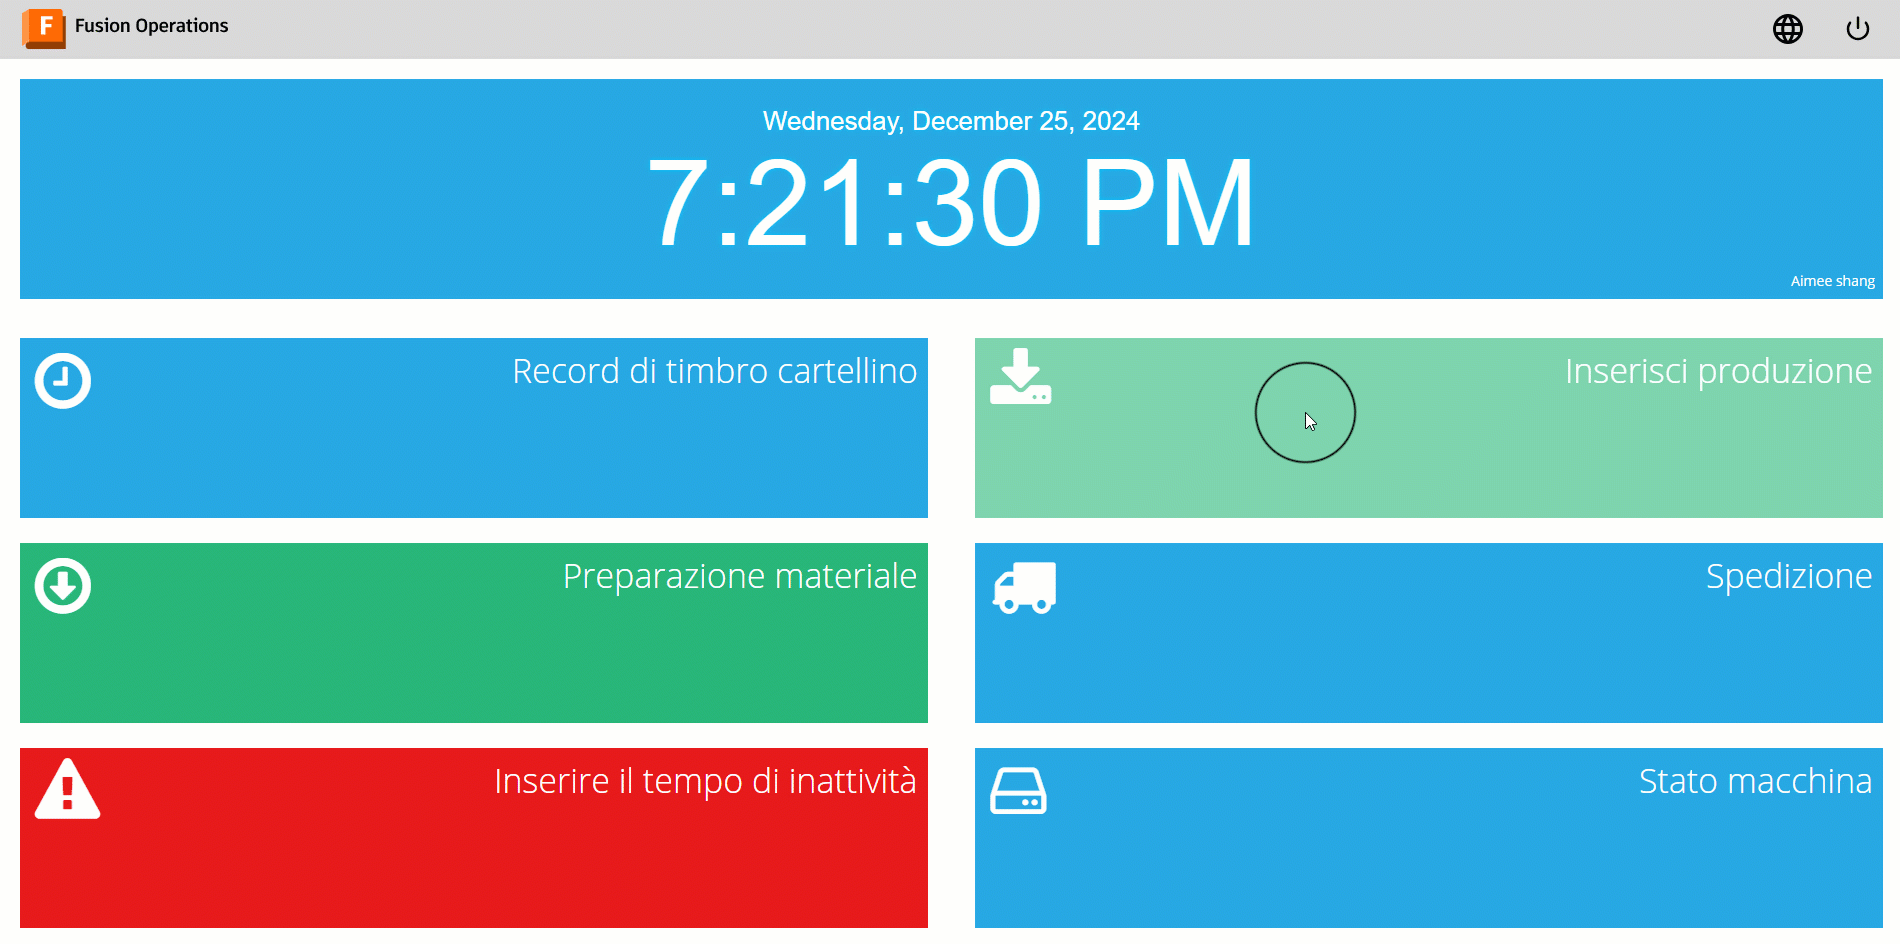 F Fusion Operations
Wednesday, December 25, 2024
7:21:30 PM
Aimee shang
Record di timbro cartellino
Inserisci produzione
Preparazione materiale
Spedizione
Inserire il tempo di inattività
Stato macchina